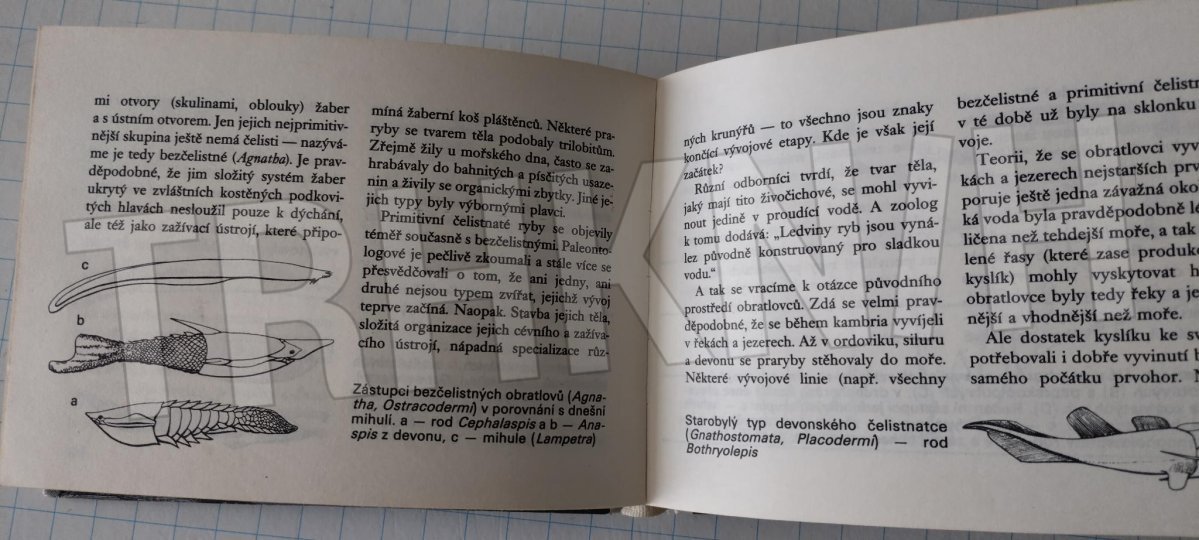 mi otvory (skulinami, oblouky) žaber
a s ústním otvorem. Jen jejich nejprimitiv-
nější skupina ještě nemá čelisti — nazývá-
me je tedy bezčelistné (Agnatba). Je prav-
děpodobné, že jim složitý systém žaber
ukrytý ve zvláštních kostěných podkovi-
tých hlavách nesloužil pouze k dýchání,
ale též jako zažívací ústrojí, které připo-
c
b
a
míná žaberní koš pláštěnců. Některé pra-
ryby se tvarem těla podobaly trilobitům.
Zřejmě žily u mořského dna, často se za-
hrabávaly do bahnitých a písčitých usaze-
nin a živily se organickými zbytky. Jiné je-
jich typy byly výbornými plavci.
Primitivní čelistnaté ryby se objevily
téměř současně s bezčelistnými. Paleonto-
logové je pečlivě zkoumali a stále více se
přesvědčovali o tom, že ani jedny, ani
druhé nejsou typem zvířat, jejichž vývoj
teprve začíná. Naopak. Stavba jejich těla,
složitá organizace jejich cévního a zažíva-
cího ústrojí, nápadná specializace růz-
Zástupci bezčelistných obratlovů (Agna-
tha, Ostracodermi) v porovnání s dnešní
mihulí. a — rod Cephalaspis a b — Ana-
spis z devonu, c — mihule (Lampetra)
ných krunýřů — to všechno jsou znaky
končící vývojové etapy. Kde je však její
začátek?
Různí odborníci tvrdí, že tvar těla,
jaký mají tito živočichové, se mohl vyvi-
nout jedině v proudící vodě. A zoolog
k tomu dodává: „Ledviny ryb jsou vyná-
lez původně konstruovaný pro sladkou
vodu.“
A tak se vracíme k otázce původního
prostředí obratlovců. Zdá se velmi prav-
děpodobné, že se během kambria vyvíjeli
v řekách a jezerech. Až v ordoviku, siluru
a devonu se praryby stěhovaly do moře.
Některé vývojové linie (např. všechny
Starobylý typ devonského čelistnatce
(Gnathostomata, Placodermi) — rod
Bothryolepis
bezčelistné a primitivní čelistn
v té době už byly na sklonku
voje.
Teorii, že se obratlovci vyv
kách a jezerech nejstarších prv
poruje ještě jedna závažná oko
ká voda byla pravděpodobně lé
ličena než tehdejší moře, a tak
lené řasy (které zase produk
kyslík) mohly vyskytovat h
obratlovce byly tedy řeky a je
nější a vhodnější než moře.
Ale dostatek kyslíku ke sv
potřebovali i dobře vyvinutí
samého počátku prvohor. N